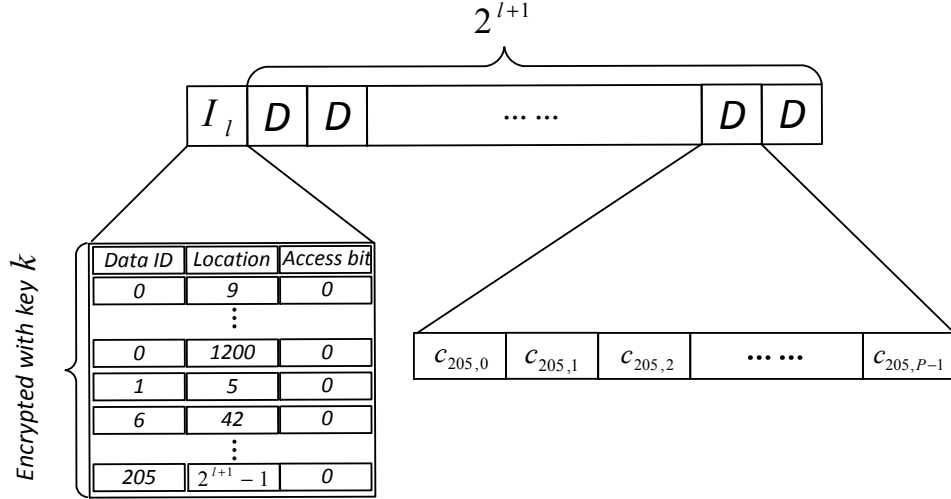 2^{l+1}
I_l D D ... ... D D
Encrypted with key k
Data ID Location Access bit
0 9 0
⋮
0 1200 0
1 5 0
6 42 0
⋮
205 2^{l+1} − 1 0
c_{205,0} c_{205,1} c_{205,2} ... ... c_{205,P−1}